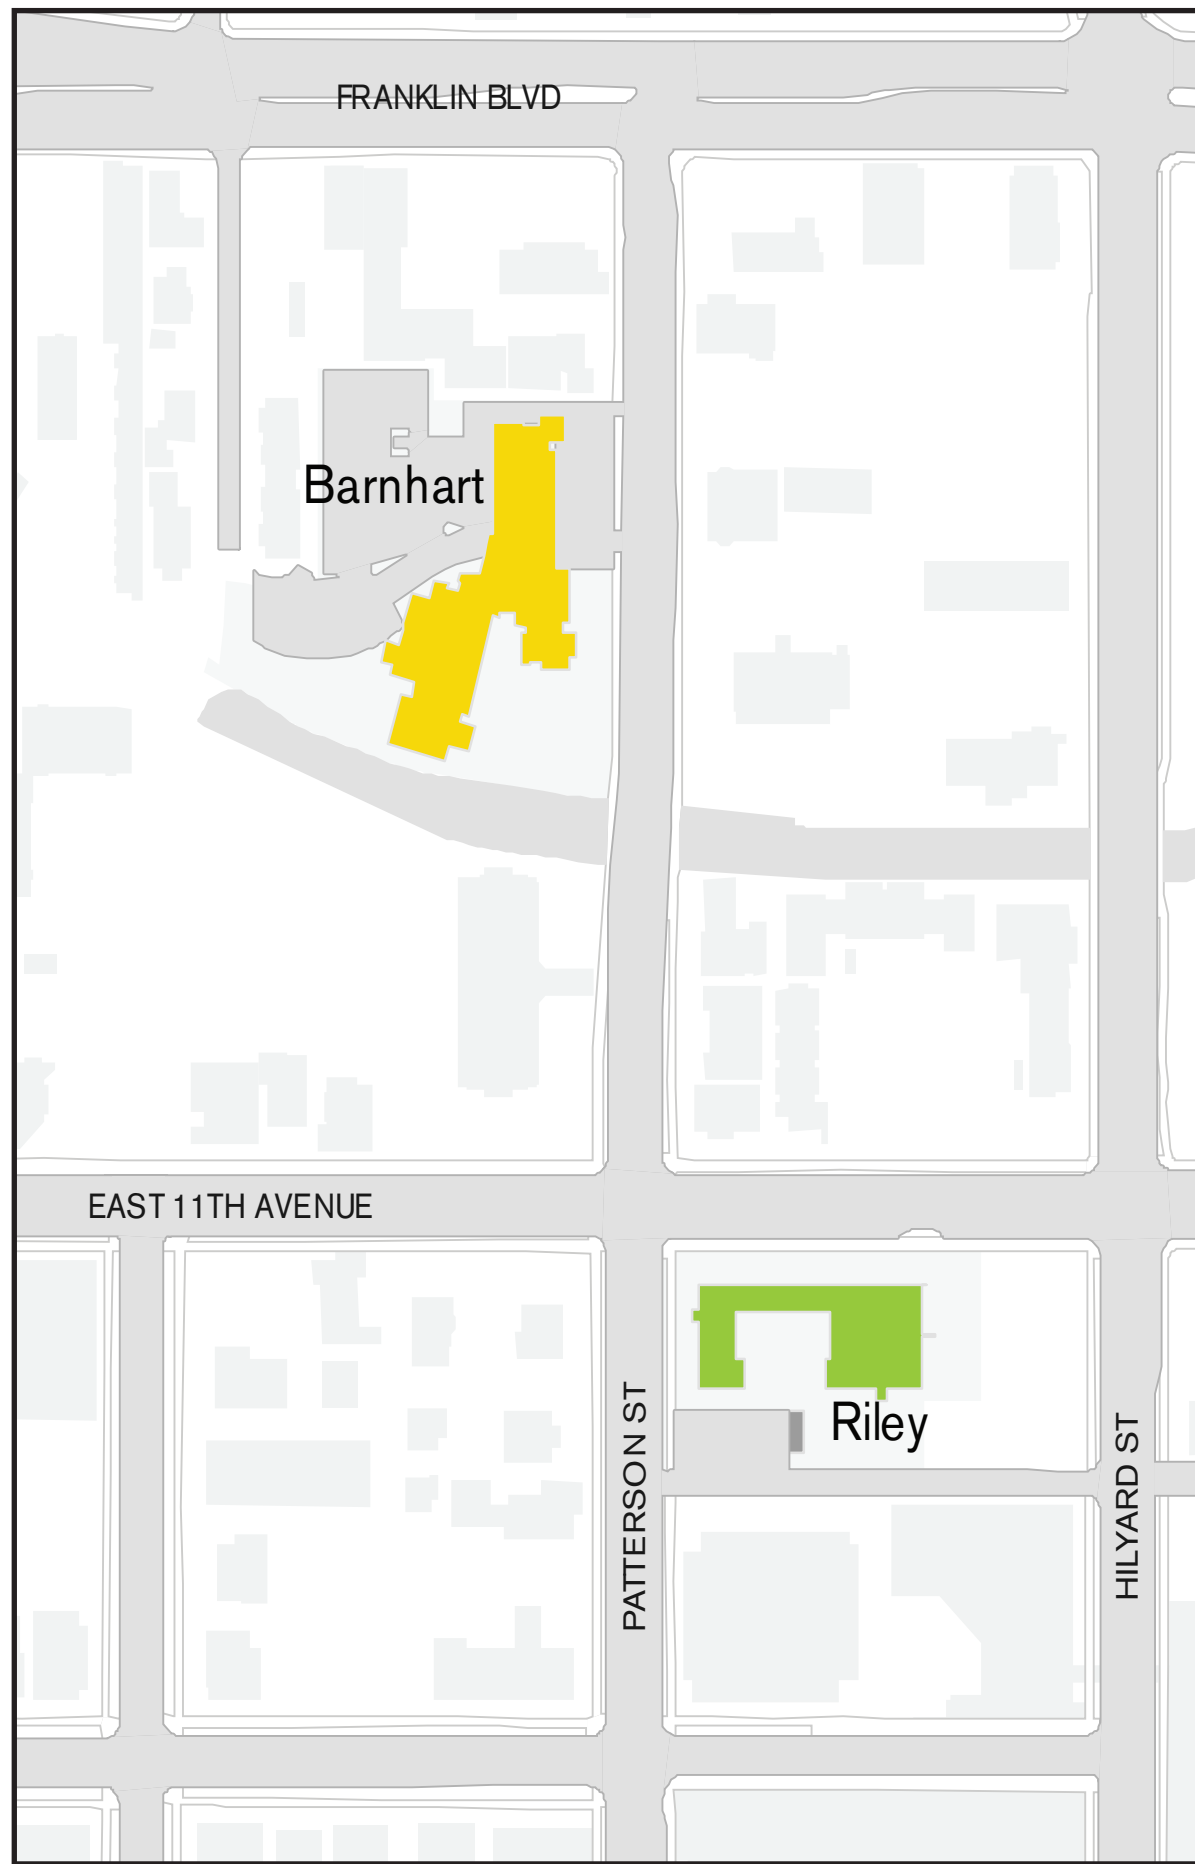 FRANKLIN BLVD
Barnhart
EAST 11TH AVENUE
Riley
PATTERSON ST
HILYARD ST